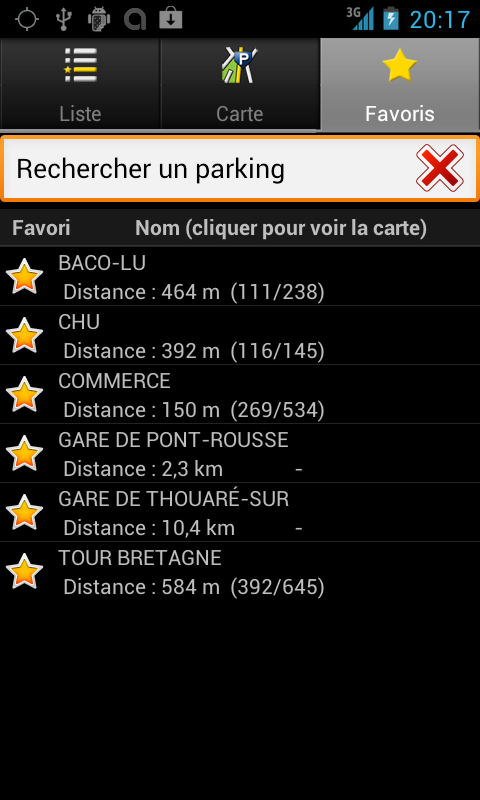 3G 20:17
Liste Carte Favoris
Rechercher un parking
Favori Nom (cliquer pour voir la carte)
BACO-LU
Distance : 464 m (111/238)
CHU
Distance : 392 m (116/145)
COMMERCE
Distance : 150 m (269/534)
GARE DE PONT-ROUSSE
Distance : 2,3 km -
GARE DE THOUARÉ-SUR
Distance : 10,4 km -
TOUR BRETAGNE
Distance : 584 m (392/645)